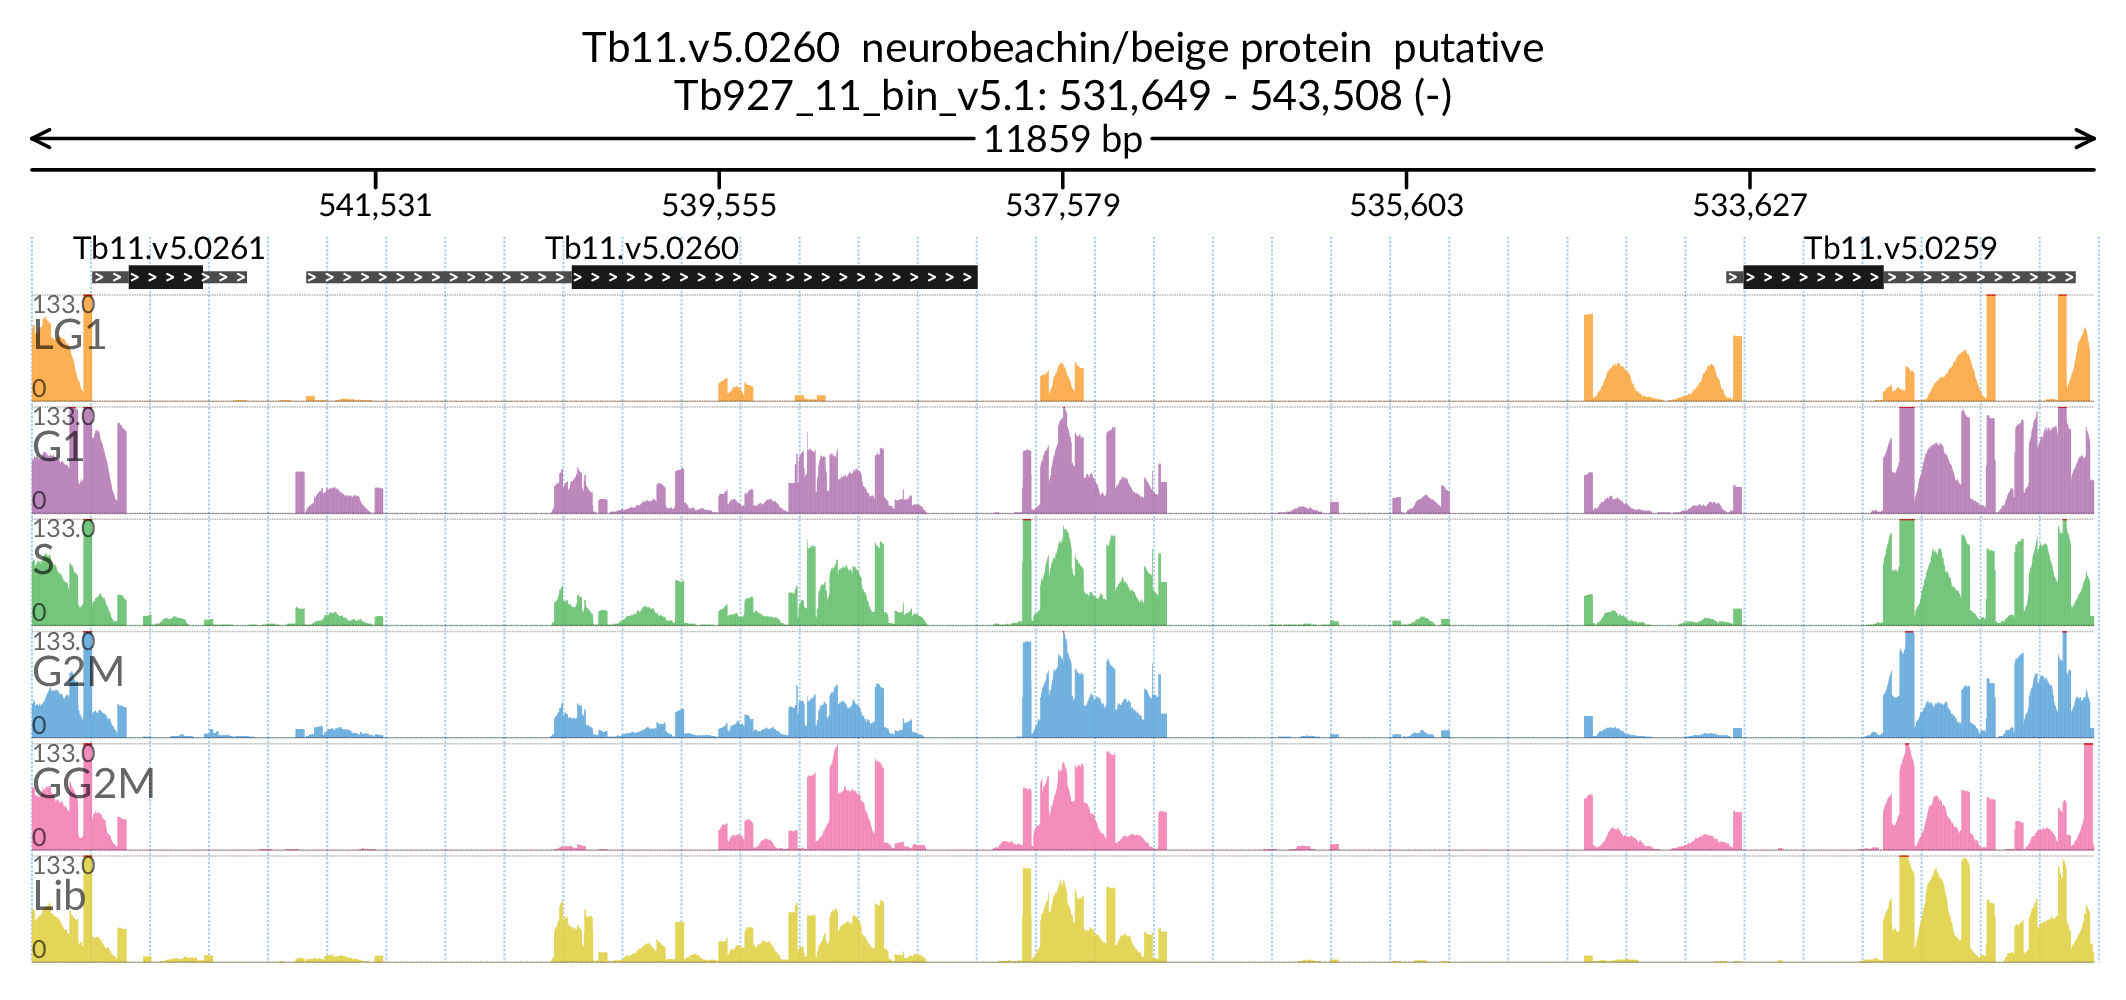 Tb11.v5.0260 neurobeachin/beige protein putative
Tb927_11_bin_v5.1: 531,649 - 543,508 (-)
11859 bp
541,531 539,555 537,579 535,603 533,627
Tb11.v5.0261 Tb11.v5.0260 Tb11.v5.0259
133.0
LG1
0
133.0
G1
0
133.0
S
0
133.0
G2M
0
133.0
GG2M
0
133.0
Lib
0